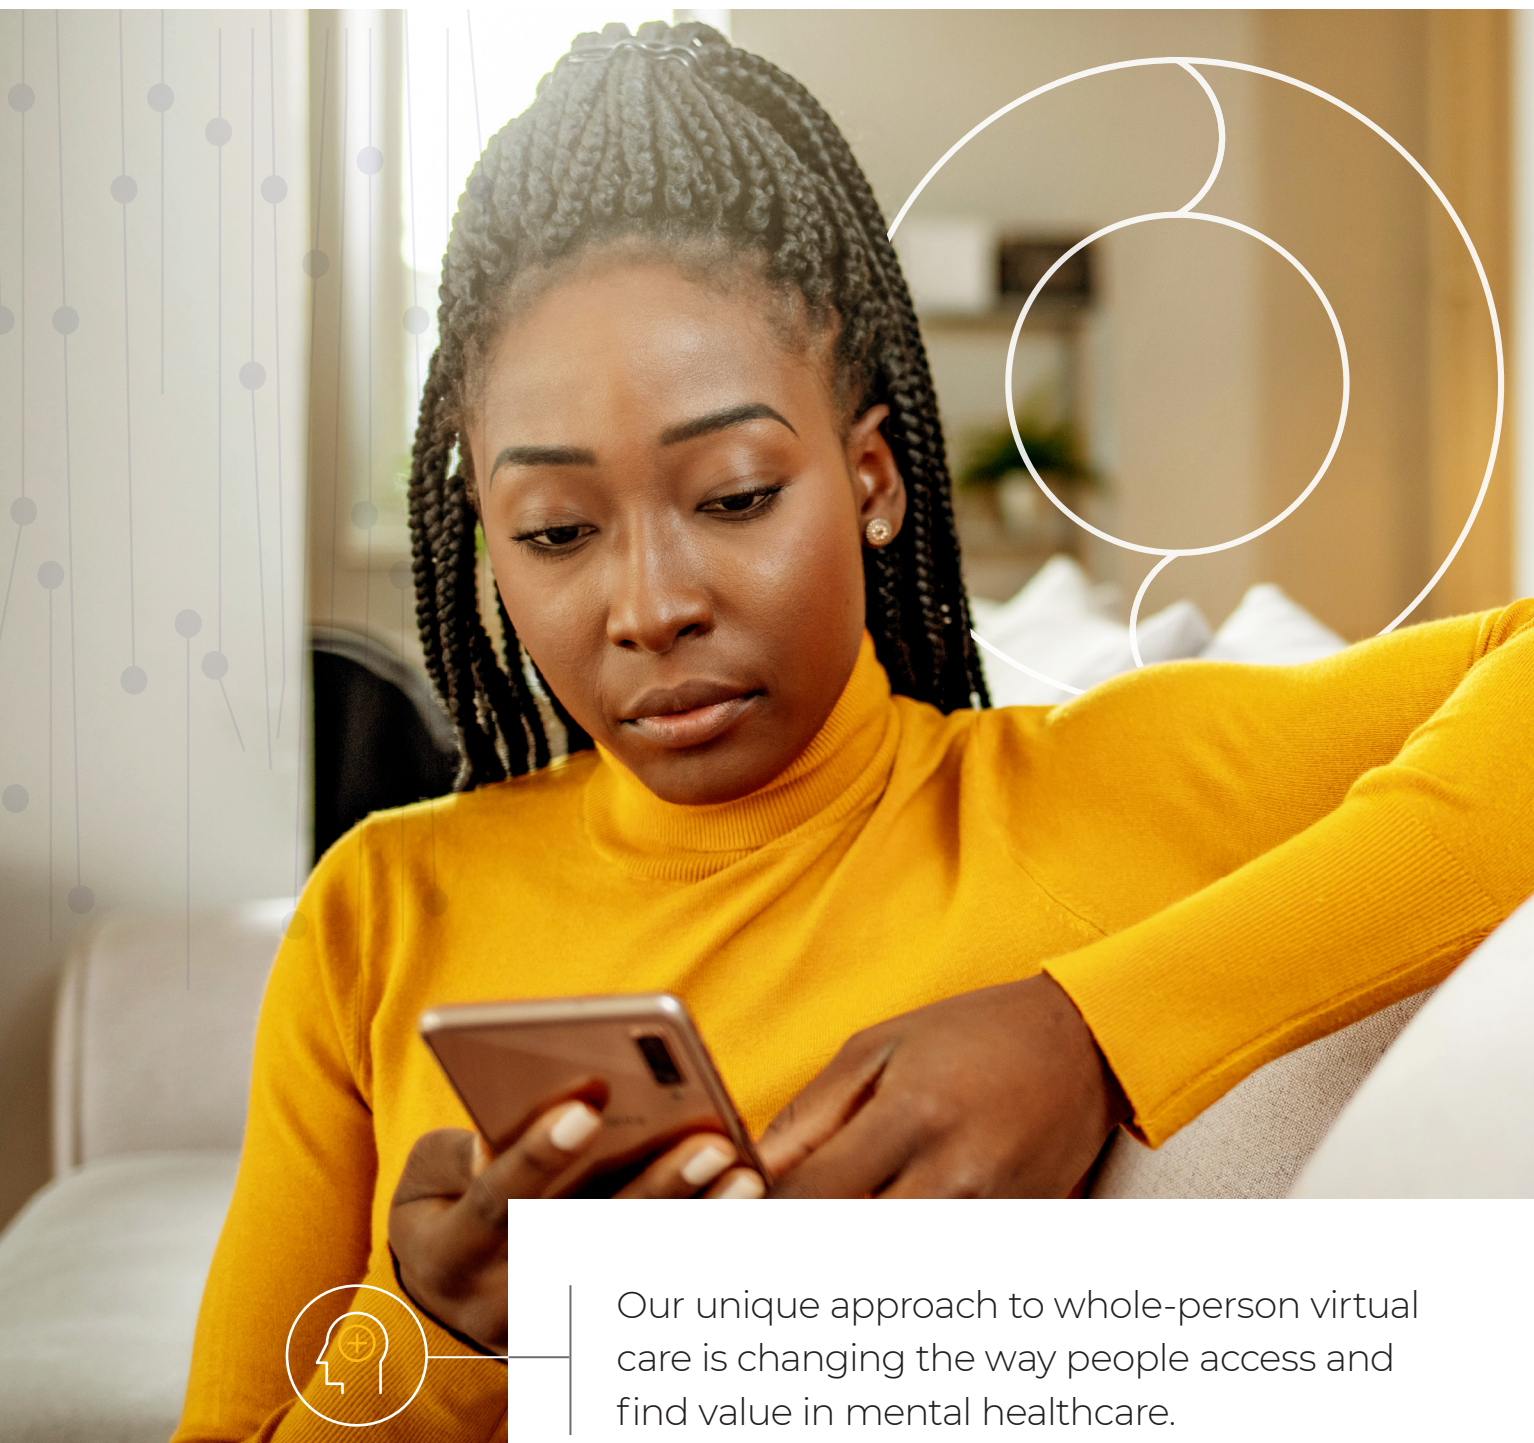 Our unique approach to whole-person virtual
care is changing the way people access and
find value in mental healthcare.